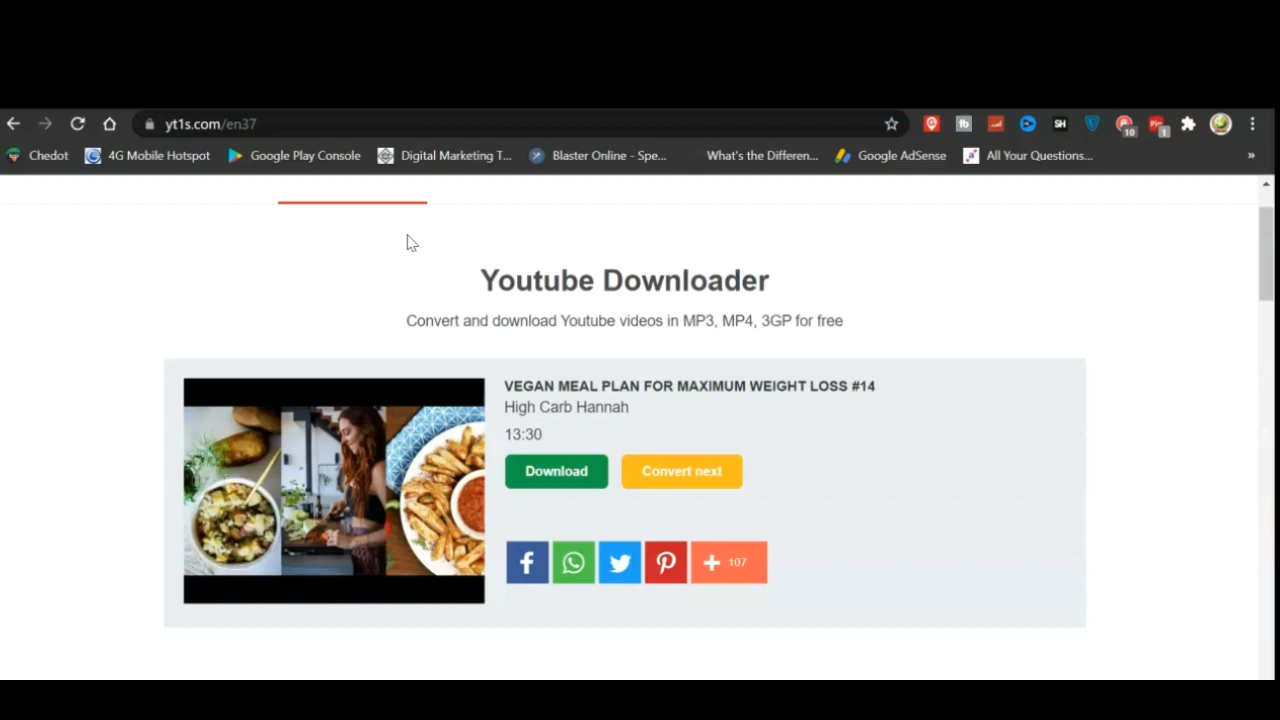 yt1s.com/en37
10
1
Chedot
4G Mobile Hotspot
Google Play Console
Digital Marketing T...
Blaster Online - Spe...
What's the Differen...
Google AdSense
All Your Questions...
»
Youtube Downloader
Convert and download Youtube videos in MP3, MP4, 3GP for free
VEGAN MEAL PLAN FOR MAXIMUM WEIGHT LOSS #14
High Carb Hannah
13:30
Download
Convert next
107